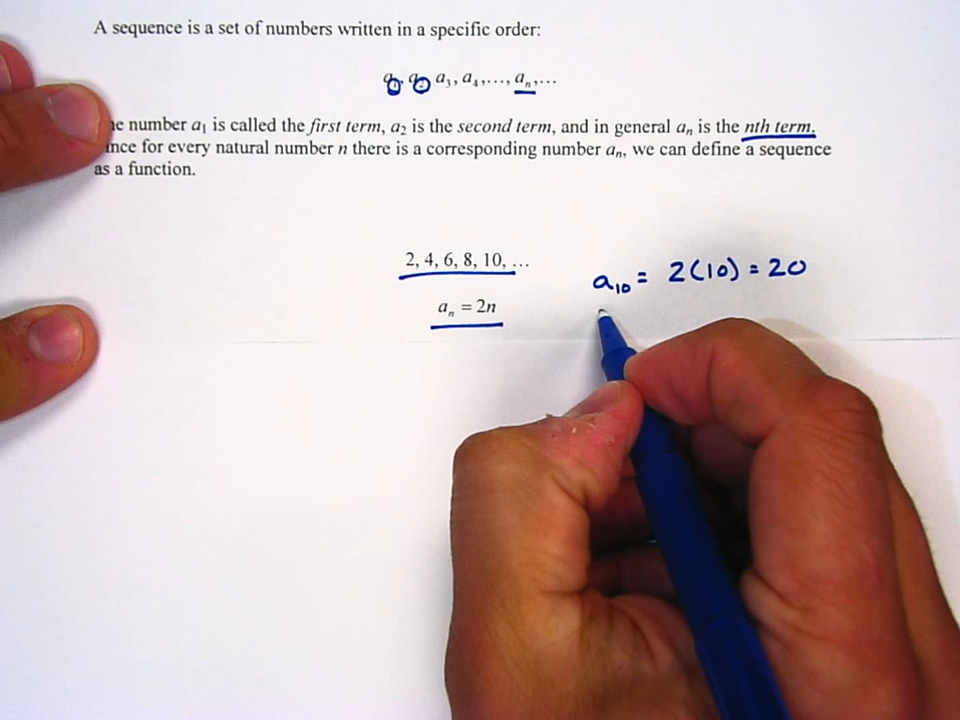 A sequence is a set of numbers written in a specific order:
a₁, a₂, a₃, a₄,..., aₙ,...
number a₁ is called the first term, a₂ is the second term, and in general aₙ is the nth term.
for every natural number n there is a corresponding number aₙ, we can define a sequence
as a function.
2, 4, 6, 8, 10, ...
a₁₀ = 2(10) = 20
aₙ = 2n